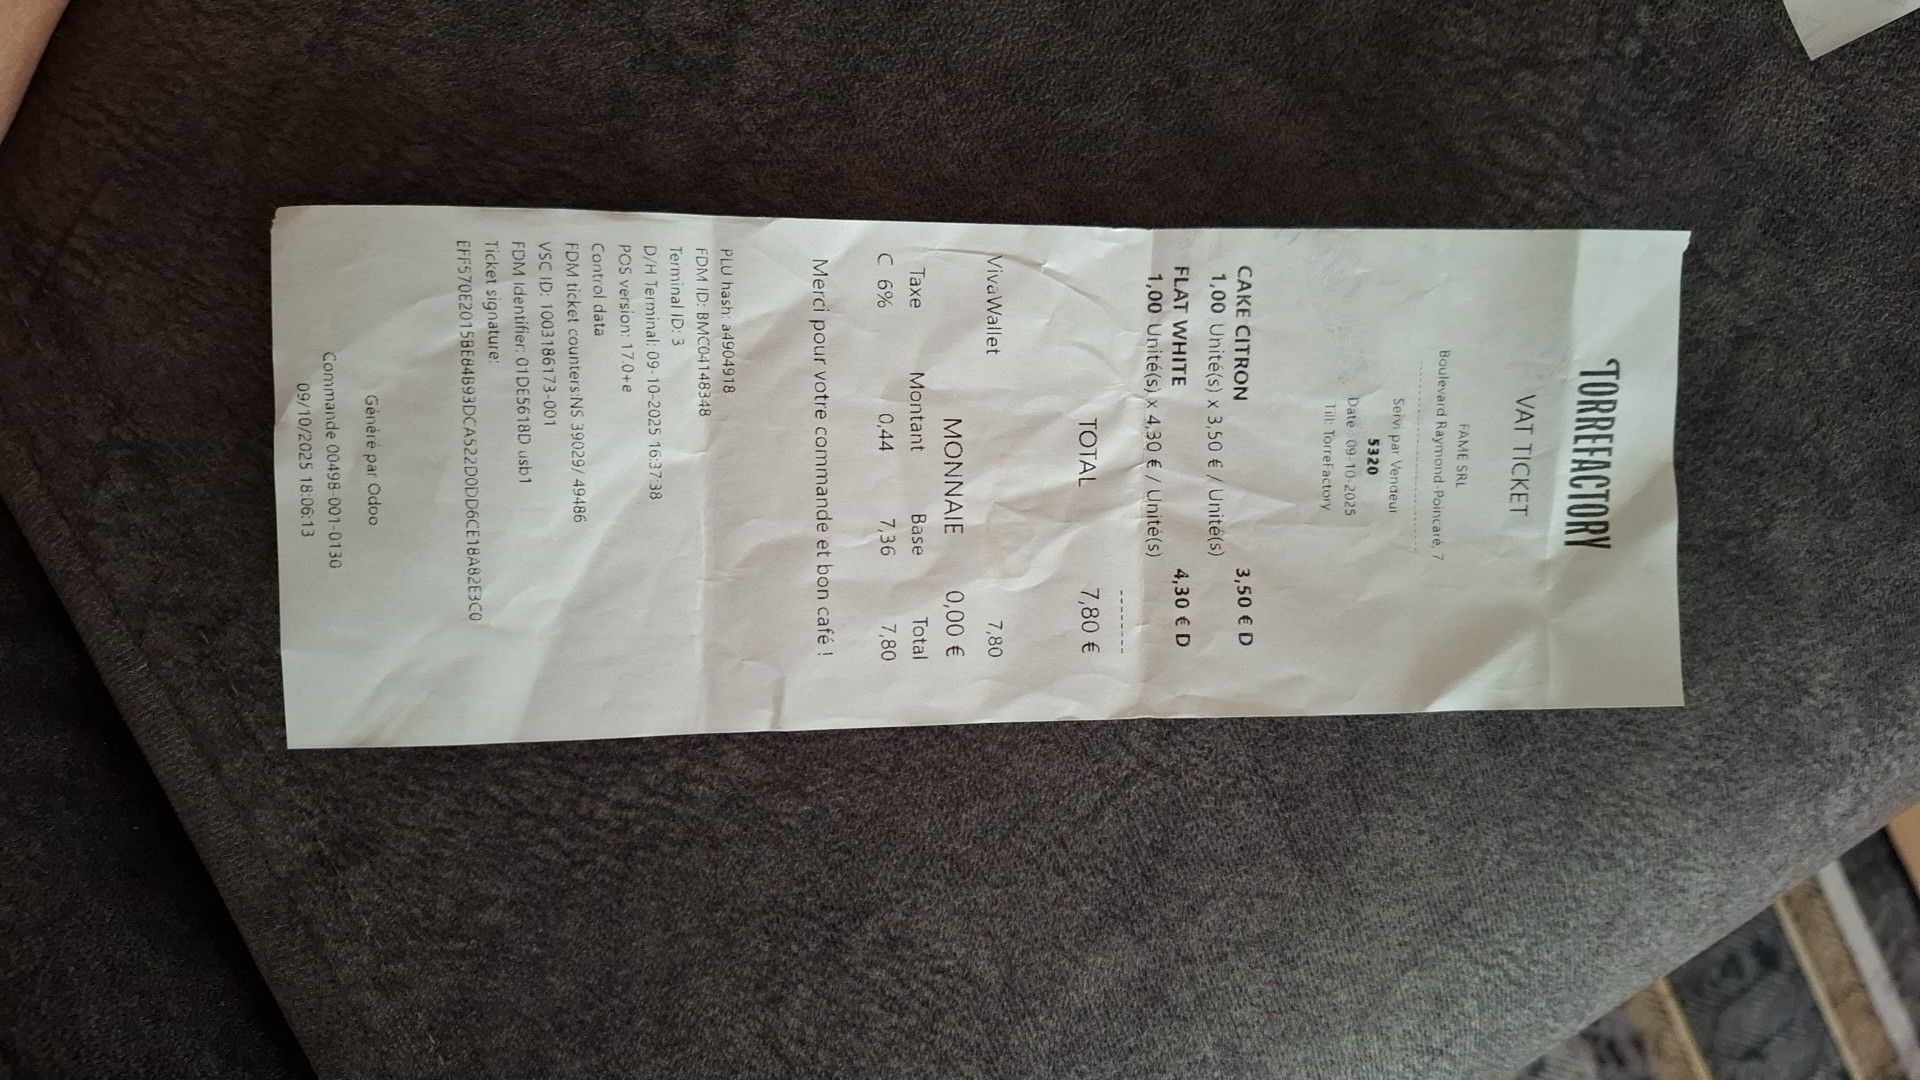 TORREFACTORY
VAT TICKET
FAME SRL
Boulevard Raymond-Poincaré, 7
--------------------------------
Servi par Vendeur
5320
Date : 09-10-2025
Till: TorreFactory
CAKE CITRON 3,50 € D
1,00 Unité(s) x 3,50 € / Unité(s)
FLAT WHITE 4,30 € D
1,00 Unité(s) x 4,30 € / Unité(s)
--------
TOTAL 7,80 €
VivaWallet 7,80
MONNAIE 0,00 €
Taxe Montant Base Total
C 6% 0,44 7,36 7,80
Merci pour votre commande et bon café !
PLU hash: a4904918
FDM ID: BMC04148348
Terminal ID: 3
D/H Terminal: 09-10-2025 16:37:38
POS version: 17.0+e
Control data
FDM ticket counters:NS 39029/ 49486
VSC ID: 1003186173-001
FDM Identifier: 01DE5618D usb1
Ticket signature:
EFF570E2015BE84B93DCA522D0DD6CE18A82E3C0
Généré par Odoo
Commande 00498-001-0130
09/10/2025 18:06:13